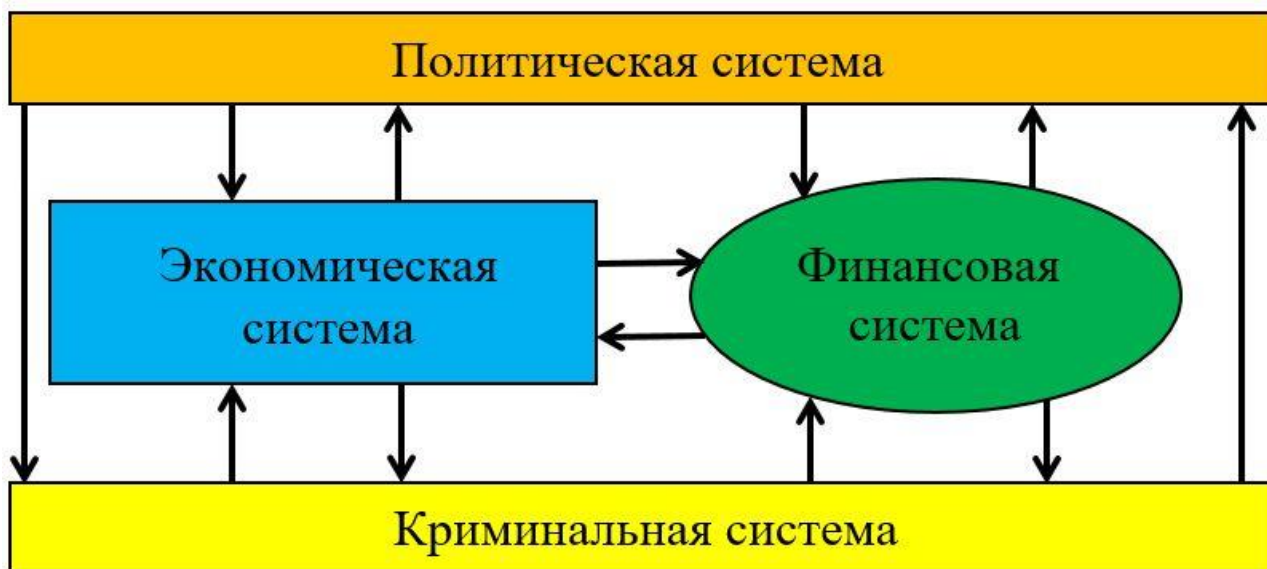 Политическая система
Экономическая
система
Финансовая
система
Криминальная система